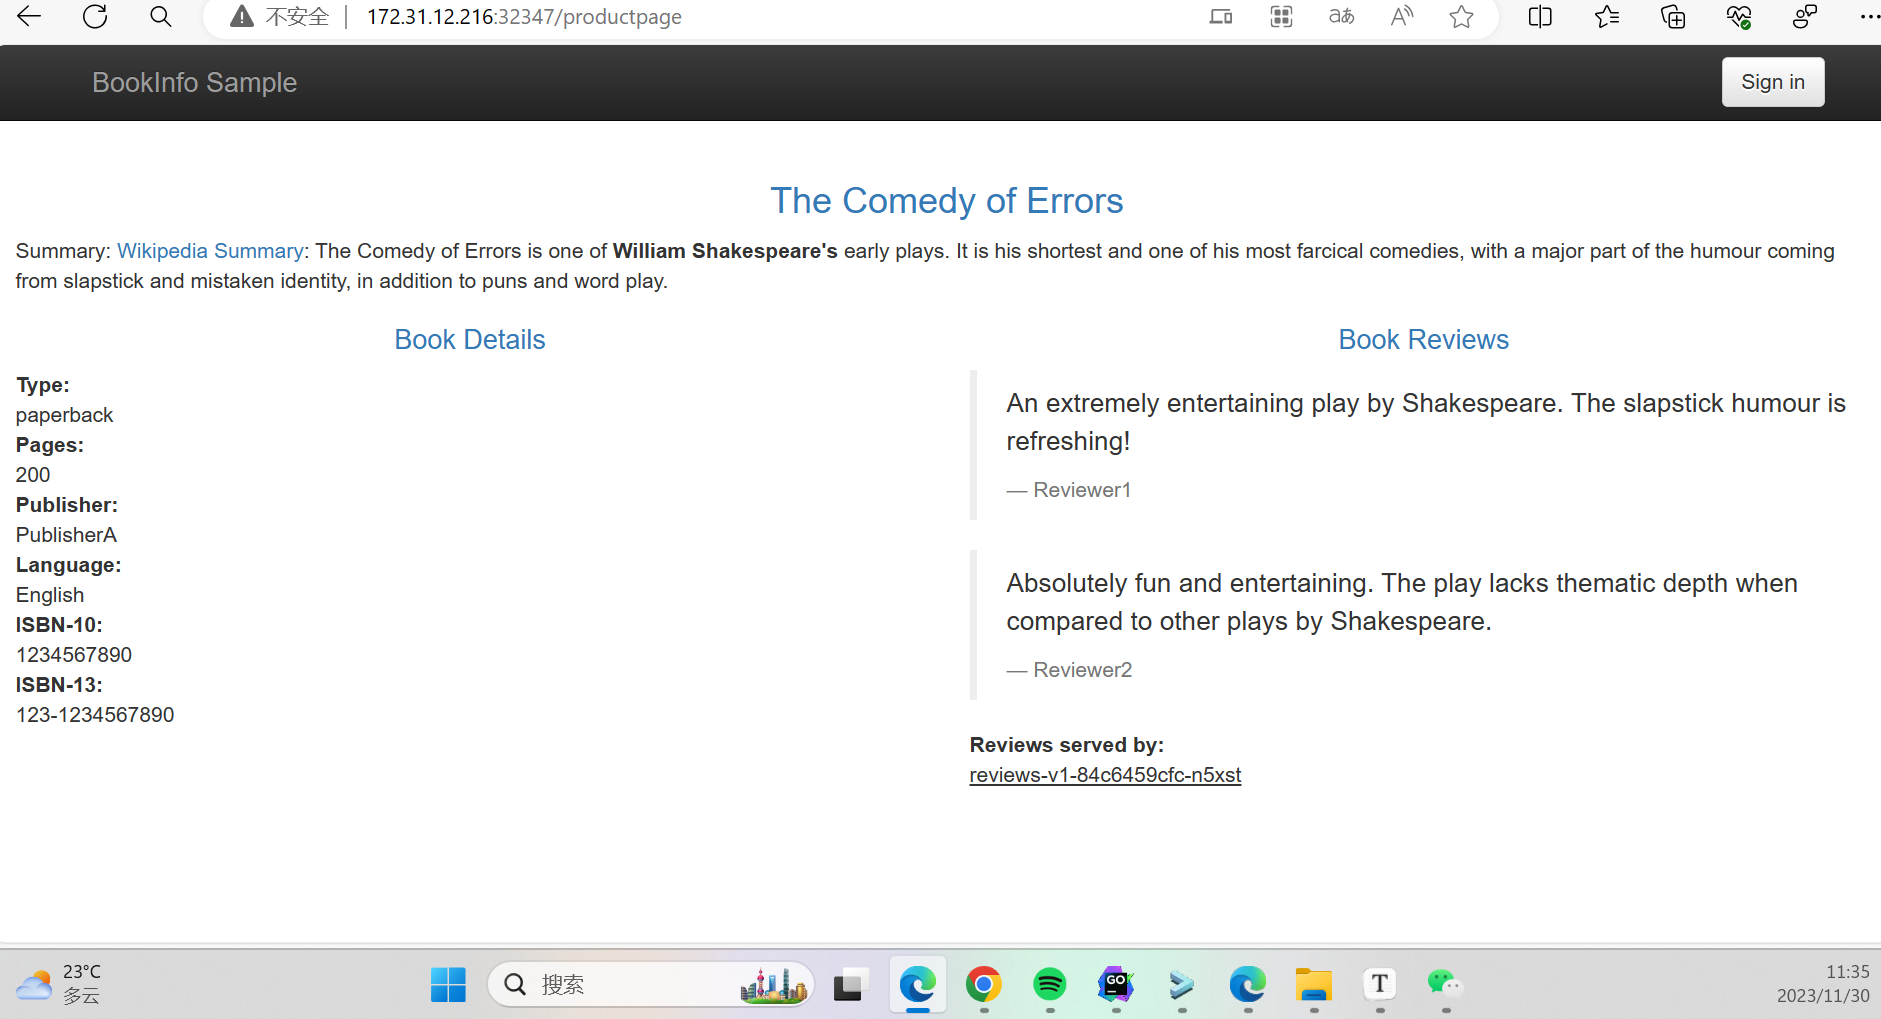 不安全 172.31.12.216:32347/productpage
BookInfo Sample
Sign in
The Comedy of Errors
Summary: Wikipedia Summary: The Comedy of Errors is one of William Shakespeare's early plays. It is his shortest and one of his most farcical comedies, with a major part of the humour coming
from slapstick and mistaken identity, in addition to puns and word play.
Book Details
Type:
paperback
Pages:
200
Publisher:
PublisherA
Language:
English
ISBN-10:
1234567890
ISBN-13:
123-1234567890
Book Reviews
An extremely entertaining play by Shakespeare. The slapstick humour is
refreshing!
— Reviewer1
Absolutely fun and entertaining. The play lacks thematic depth when
compared to other plays by Shakespeare.
— Reviewer2
Reviews served by:
reviews-v1-84c6459cfc-n5xst
23°C
多云
搜索
GO
T
11:35
2023/11/30